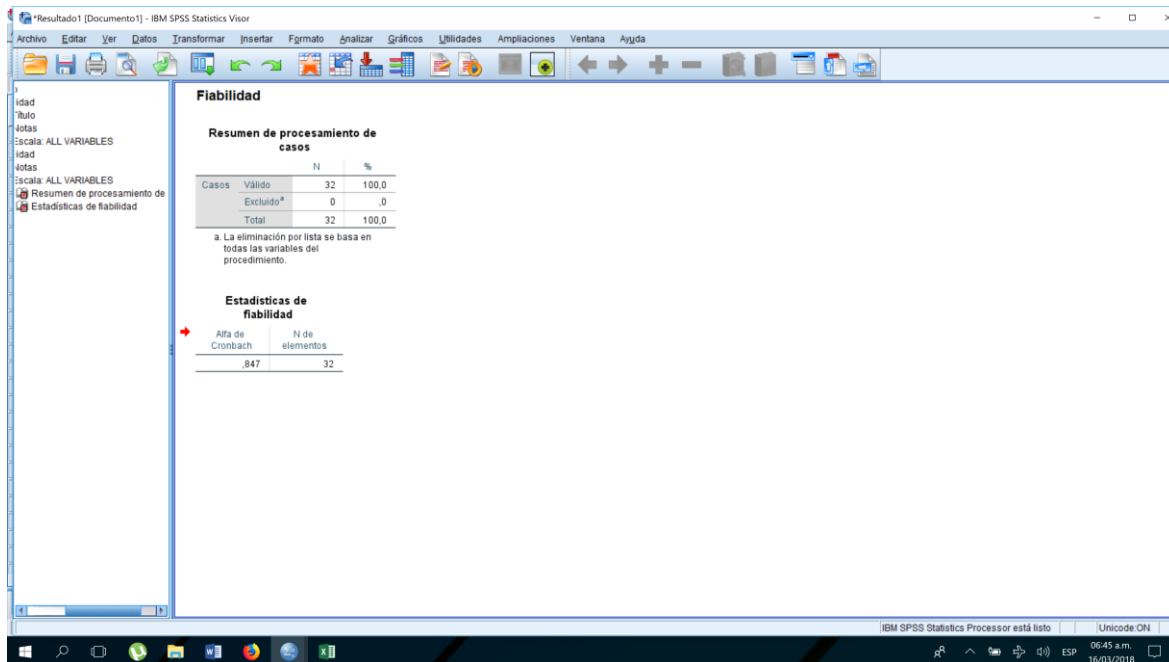 *Resultado1 [Documento1] - IBM SPSS Statistics Visor
Archivo Editar Ver Datos Transformar Insertar Formato Analizar Gráficos Utilidades Ampliaciones Ventana Ayuda
idad
Título
Notas
Escala: ALL VARIABLES
idad
Notas
Escala: ALL VARIABLES
Resumen de procesamiento de
Estadísticas de fiabilidad
Fiabilidad
Resumen de procesamiento de
casos
N %
Casos Válido 32 100,0
Excluidoa 0 ,0
Total 32 100,0
a. La eliminación por lista se basa en
todas las variables del
procedimiento.
Estadísticas de
fiabilidad
Alfa de N de
Cronbach elementos
,847 32
IBM SPSS Statistics Processor está listo Unicode:ON
ESP 06:45 a.m.
16/03/2018